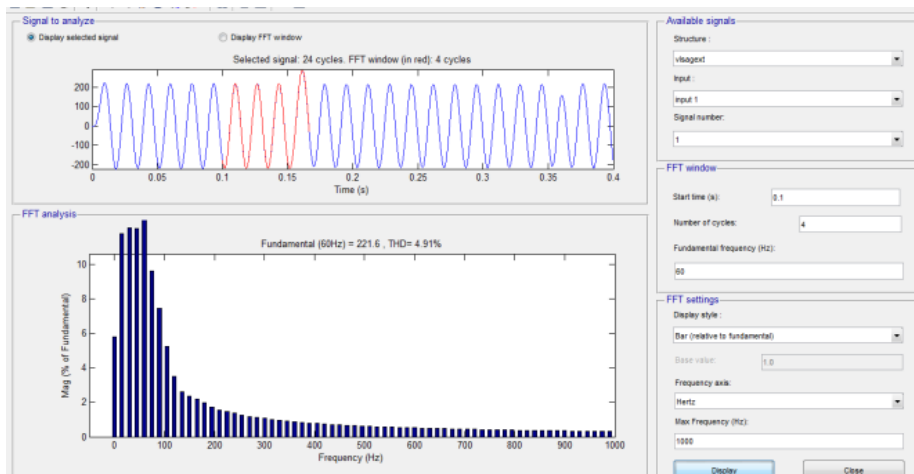 Signal to analyze
Display selected signal
Display FFT window
Selected signal: 24 cycles. FFT window (in red): 4 cycles
200
100
0
-100
-200
0 0.05 0.1 0.15 0.2 0.25 0.3 0.35 0.4
Time (s)
FFT analysis
Fundamental (60Hz) = 221.6 , THD= 4.91%
Mag (% of Fundamental)
10
8
6
4
2
0
0 100 200 300 400 500 600 700 800 900 1000
Frequency (Hz)
Available signals
Structure :
vlsagext
Input :
input 1
Signal number:
1
FFT window
Start time (s): 0.1
Number of cycles: 4
Fundamental frequency (Hz):
60
FFT settings
Display style :
Bar (relative to fundamental)
Base value: 1.0
Frequency axis:
Hertz
Max Frequency (Hz):
1000
Display Close